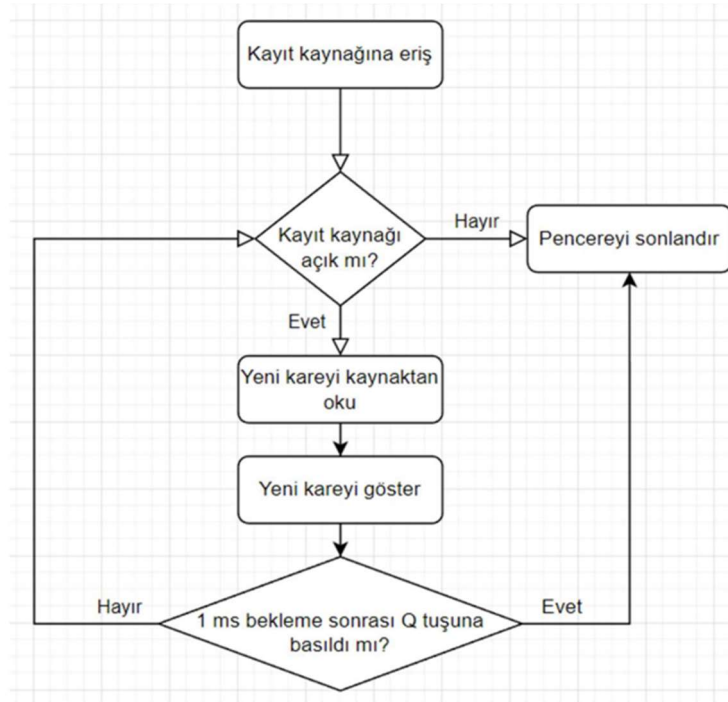 Kayıt kaynağına eriş
Kayıt kaynağı
açık mı?
Hayır
Pencereyi sonlandır
Evet
Yeni kareyi kaynaktan
oku
Yeni kareyi göster
Hayır
1 ms bekleme sonrası Q tuşuna
basıldı mı?
Evet